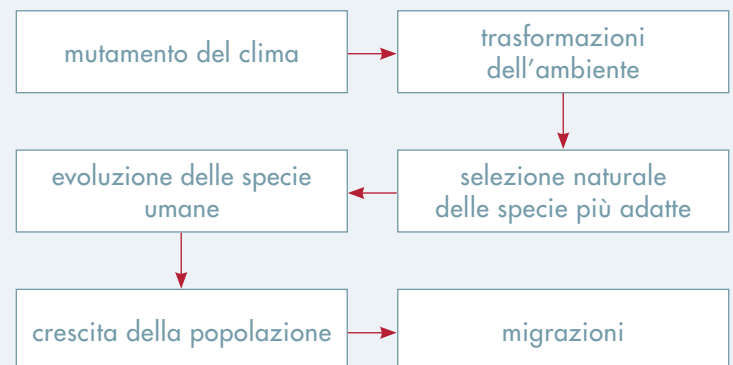 mutamento del clima
trasformazioni
dell'ambiente
selezione naturale
delle specie più adatte
evoluzione delle specie
umane
crescita della popolazione
migrazioni